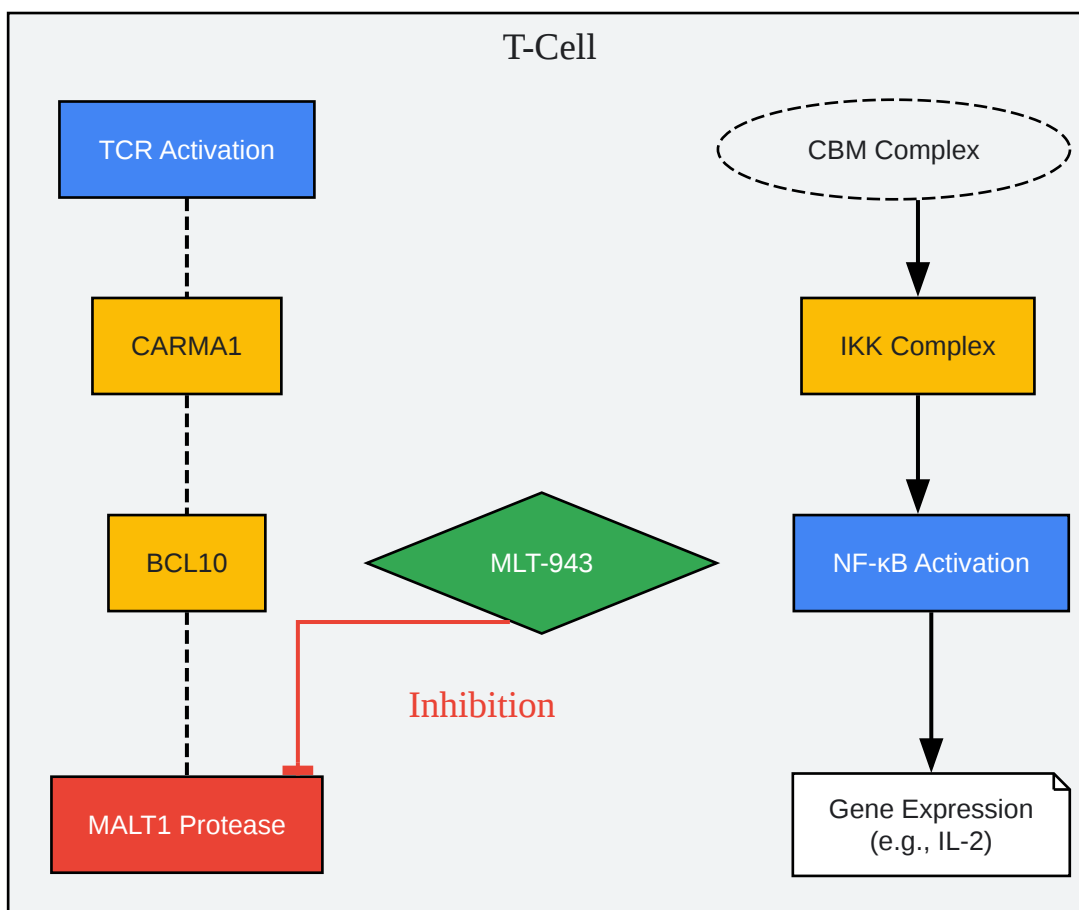 T-Cell
TCR Activation
CBM Complex
CARMA1
IKK Complex
BCL10
MLT-943
NF-κB Activation
Inhibition
MALT1 Protease
Gene Expression
(e.g., IL-2)